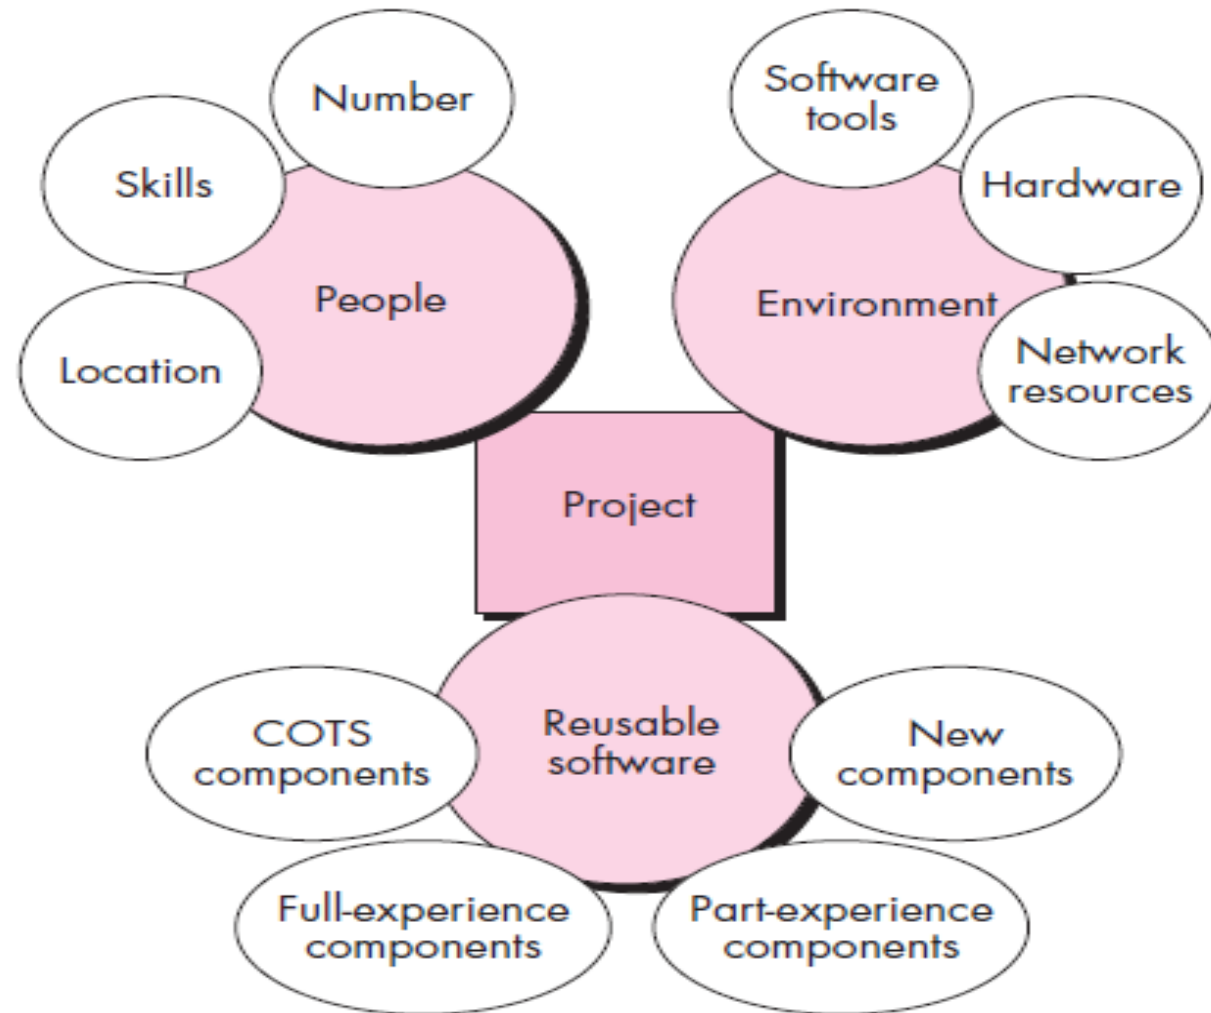 Number
Skills
Location
People
Software
tools
Hardware
Environment
Network
resources
Project
Reusable
software
COTS
components
New
components
Full-experience
components
Part-experience
components